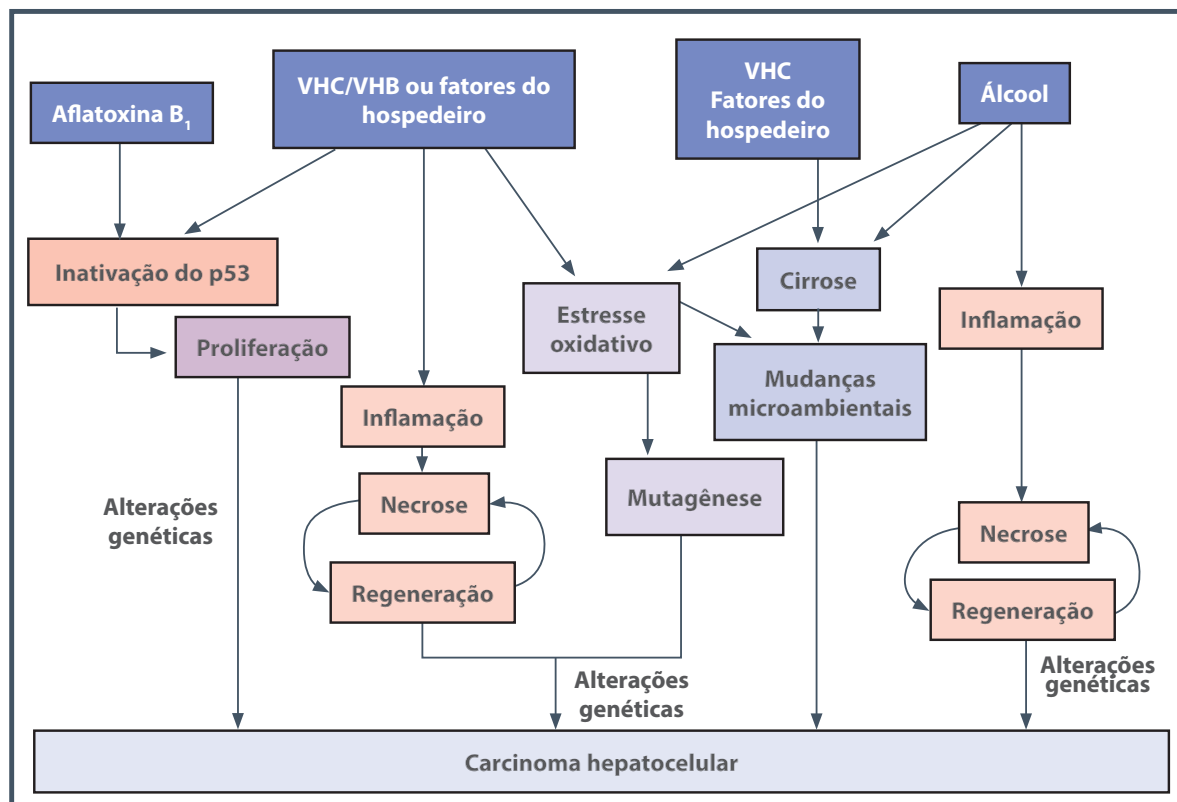 Aflatoxina B1
VHC/VHB ou fatores do
hospedeiro
VHC
Fatores do
hospedeiro
Álcool
Inativação do p53
Proliferação
Inflamação
Necrose
Regeneração
Estresse
oxidativo
Cirrose
Mudanças
microambientais
Mutagênese
Inflamação
Necrose
Regeneração
Alterações
genéticas
Alterações
genéticas
Alterações
genéticas
Carcinoma hepatocelular